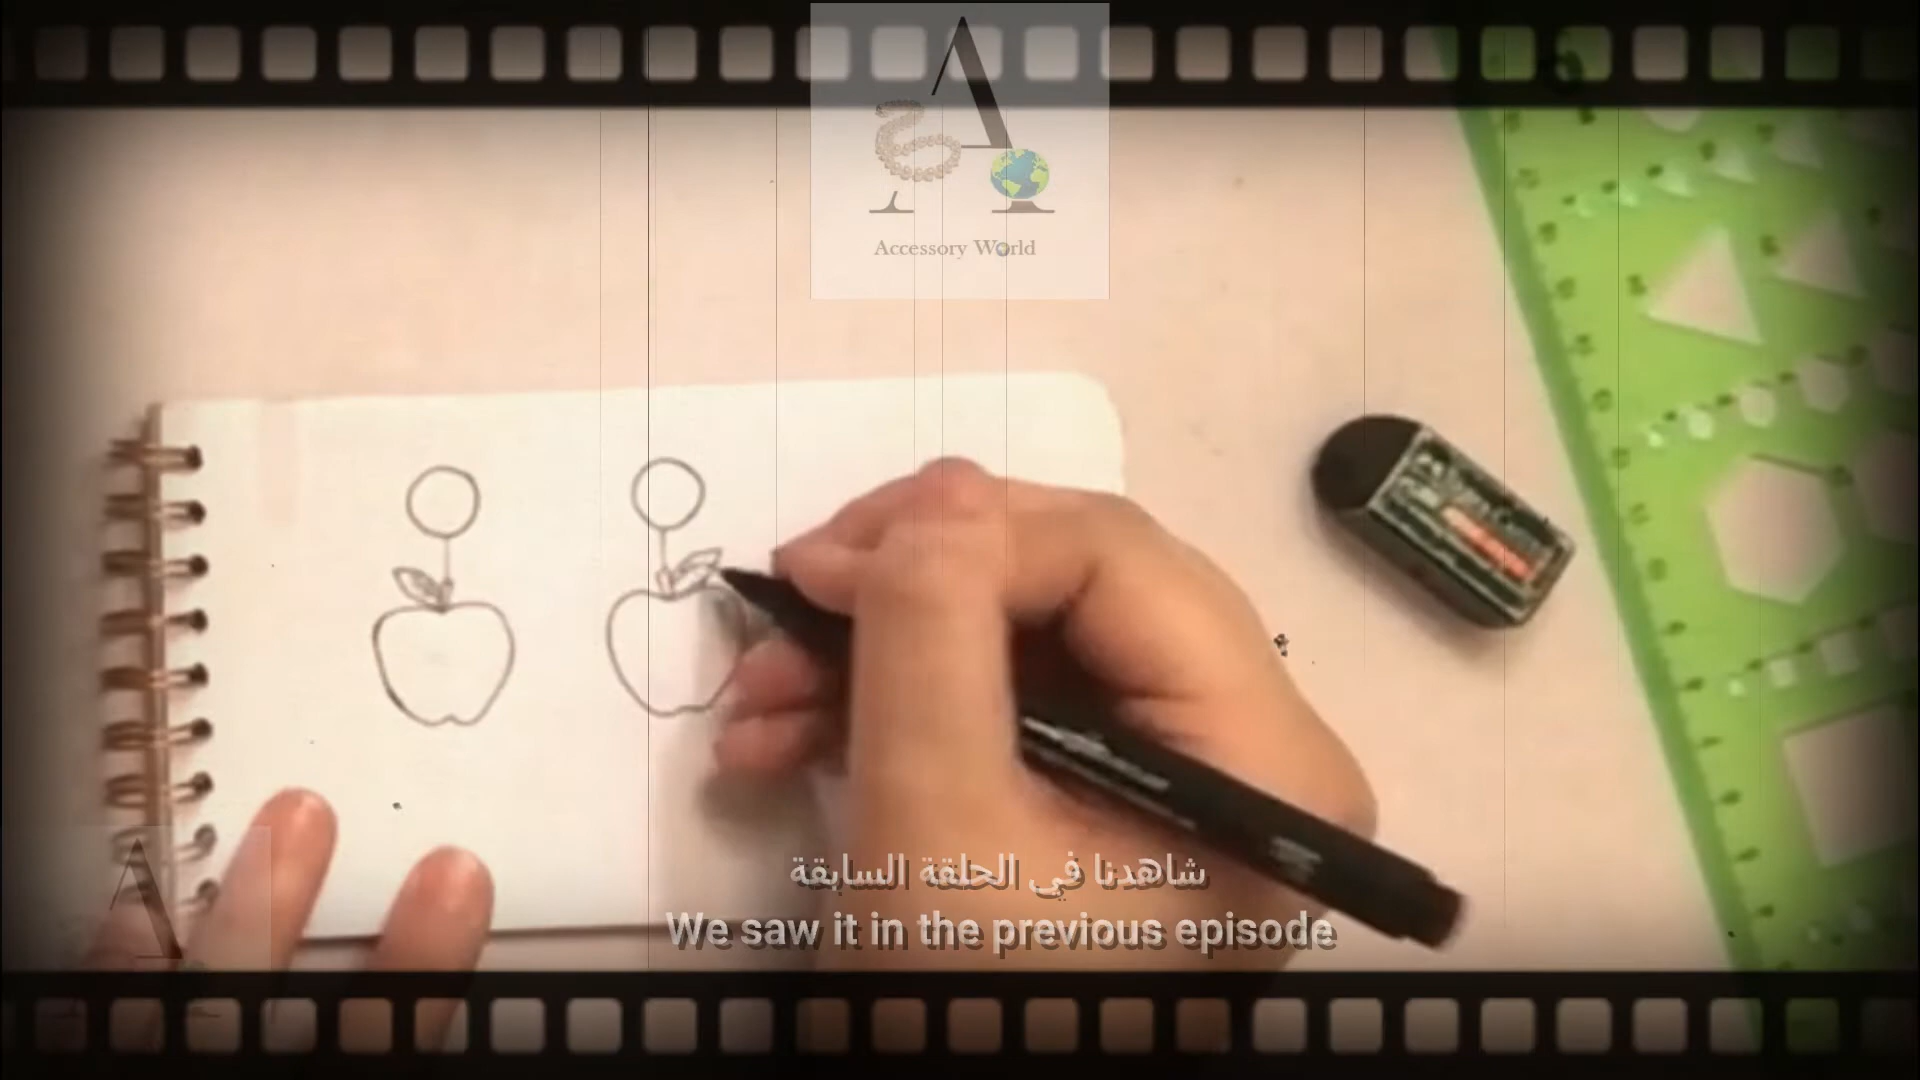 Accessory World
شاهدنا في الحلقة السابقة
We saw it in the previous episode